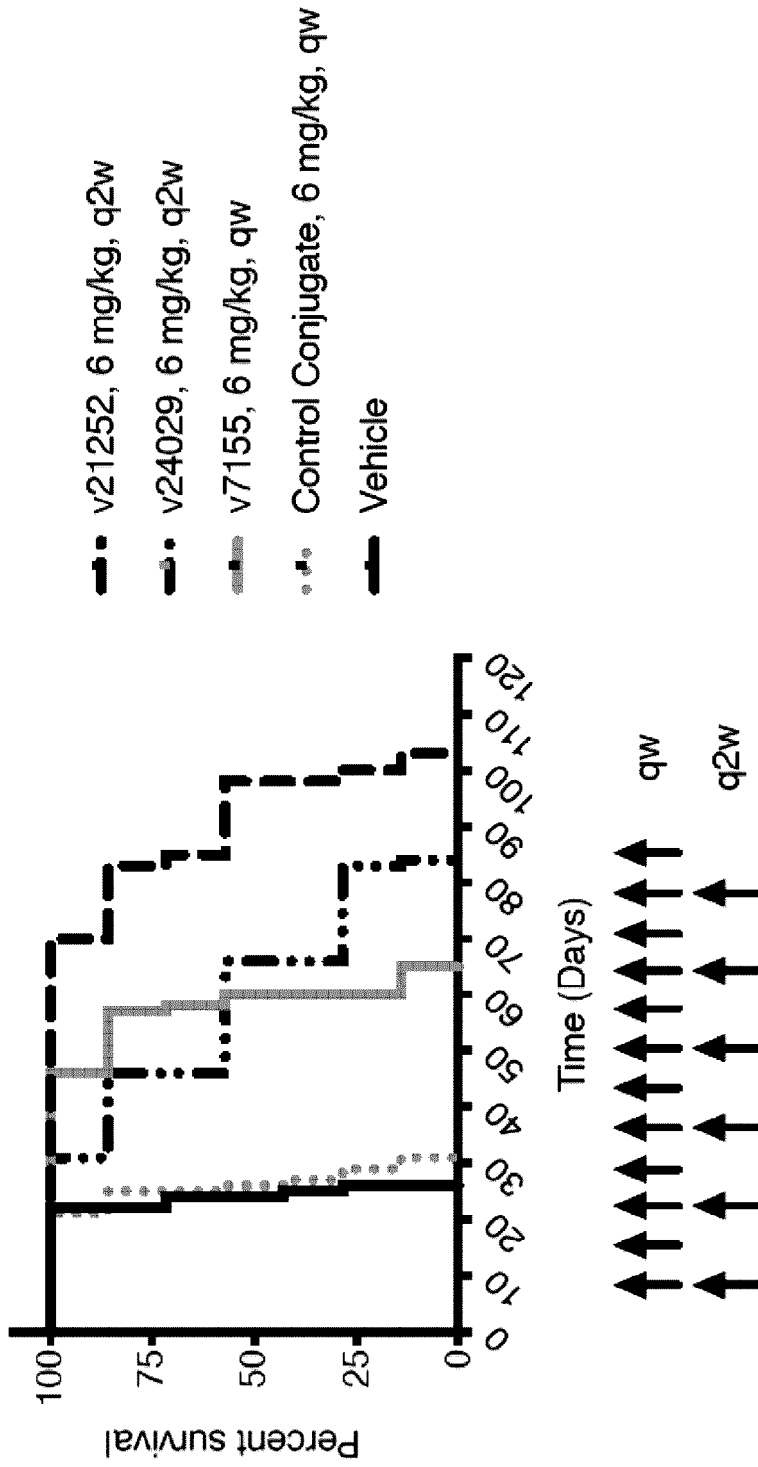 Percent survival
100
75
50
25
0
0 10 20 30 40 50 60 70 80 90 100 110 120
Time (Days)
qw
q2w
v21252, 6 mg/kg, q2w
v24029, 6 mg/kg, q2w
v7155, 6 mg/kg, qw
Control Conjugate, 6 mg/kg, qw
Vehicle